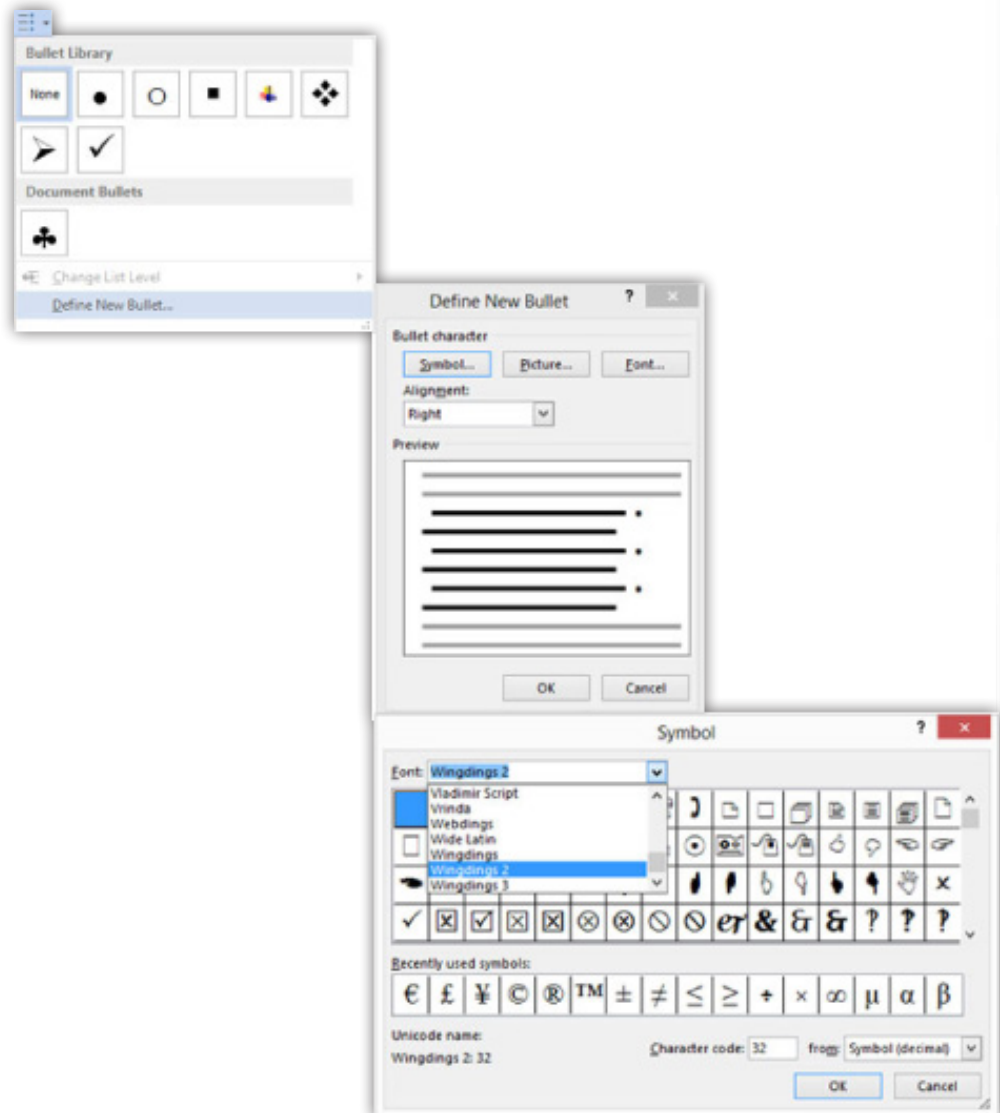 Bullet Library
None
Document Bullets
Change List Level
Define New Bullet...
Define New Bullet ?
Bullet character
Symbol... Picture... Font...
Alignment:
Right
Preview
OK Cancel
Symbol ?
Font: Wingdings 2
Vladimir Script
Vrinda
Webdings
Wide Latin
Wingdings
Wingdings 2
Wingdings 3
Recently used symbols:
€ £ ¥ © ® ™ ± ≠ ≤ ≥ ÷ × ∞ µ α β
Unicode name:
Wingdings 2: 32
Character code: 32 from: Symbol (decimal)
OK Cancel